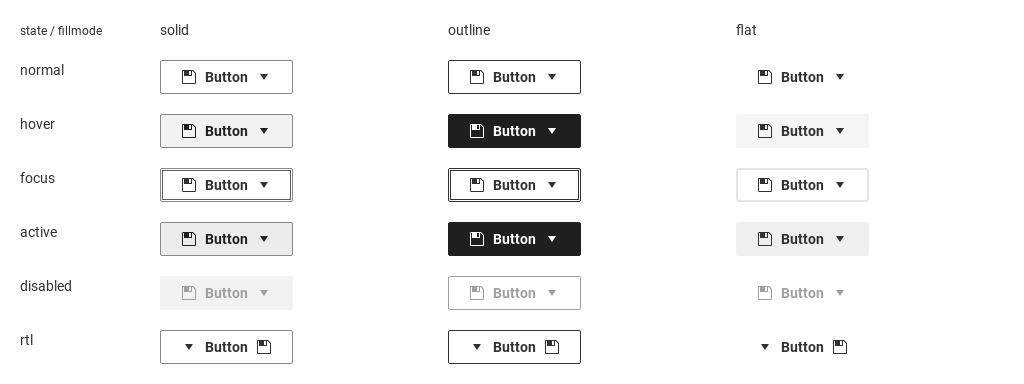 state / fillmode solid outline flat
normal Button Button Button
hover Button Button Button
focus Button Button Button
active Button Button Button
disabled Button Button Button
rtl Button Button Button